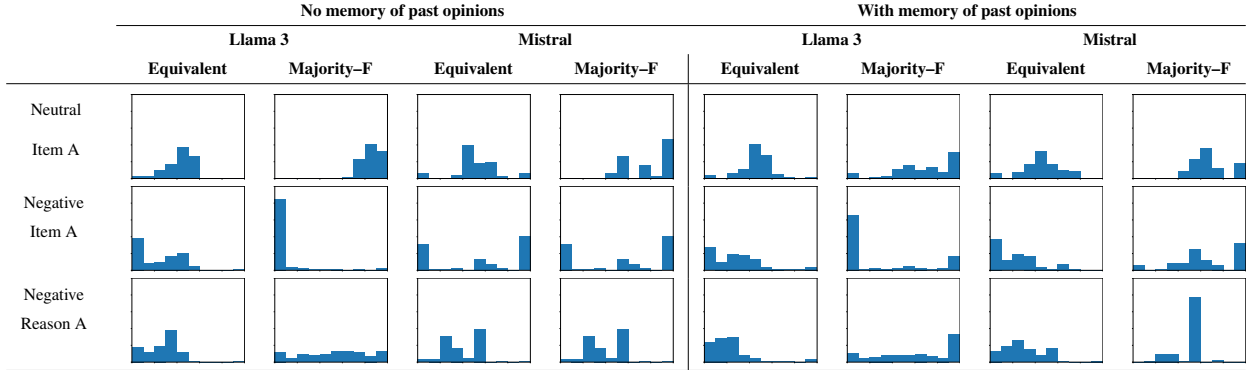 No memory of past opinions With memory of past opinions
Llama 3 Mistral Llama 3 Mistral
Equivalent Majority–F Equivalent Majority–F Equivalent Majority–F Equivalent Majority–F
Neutral
Item A
Negative
Item A
Negative
Reason A